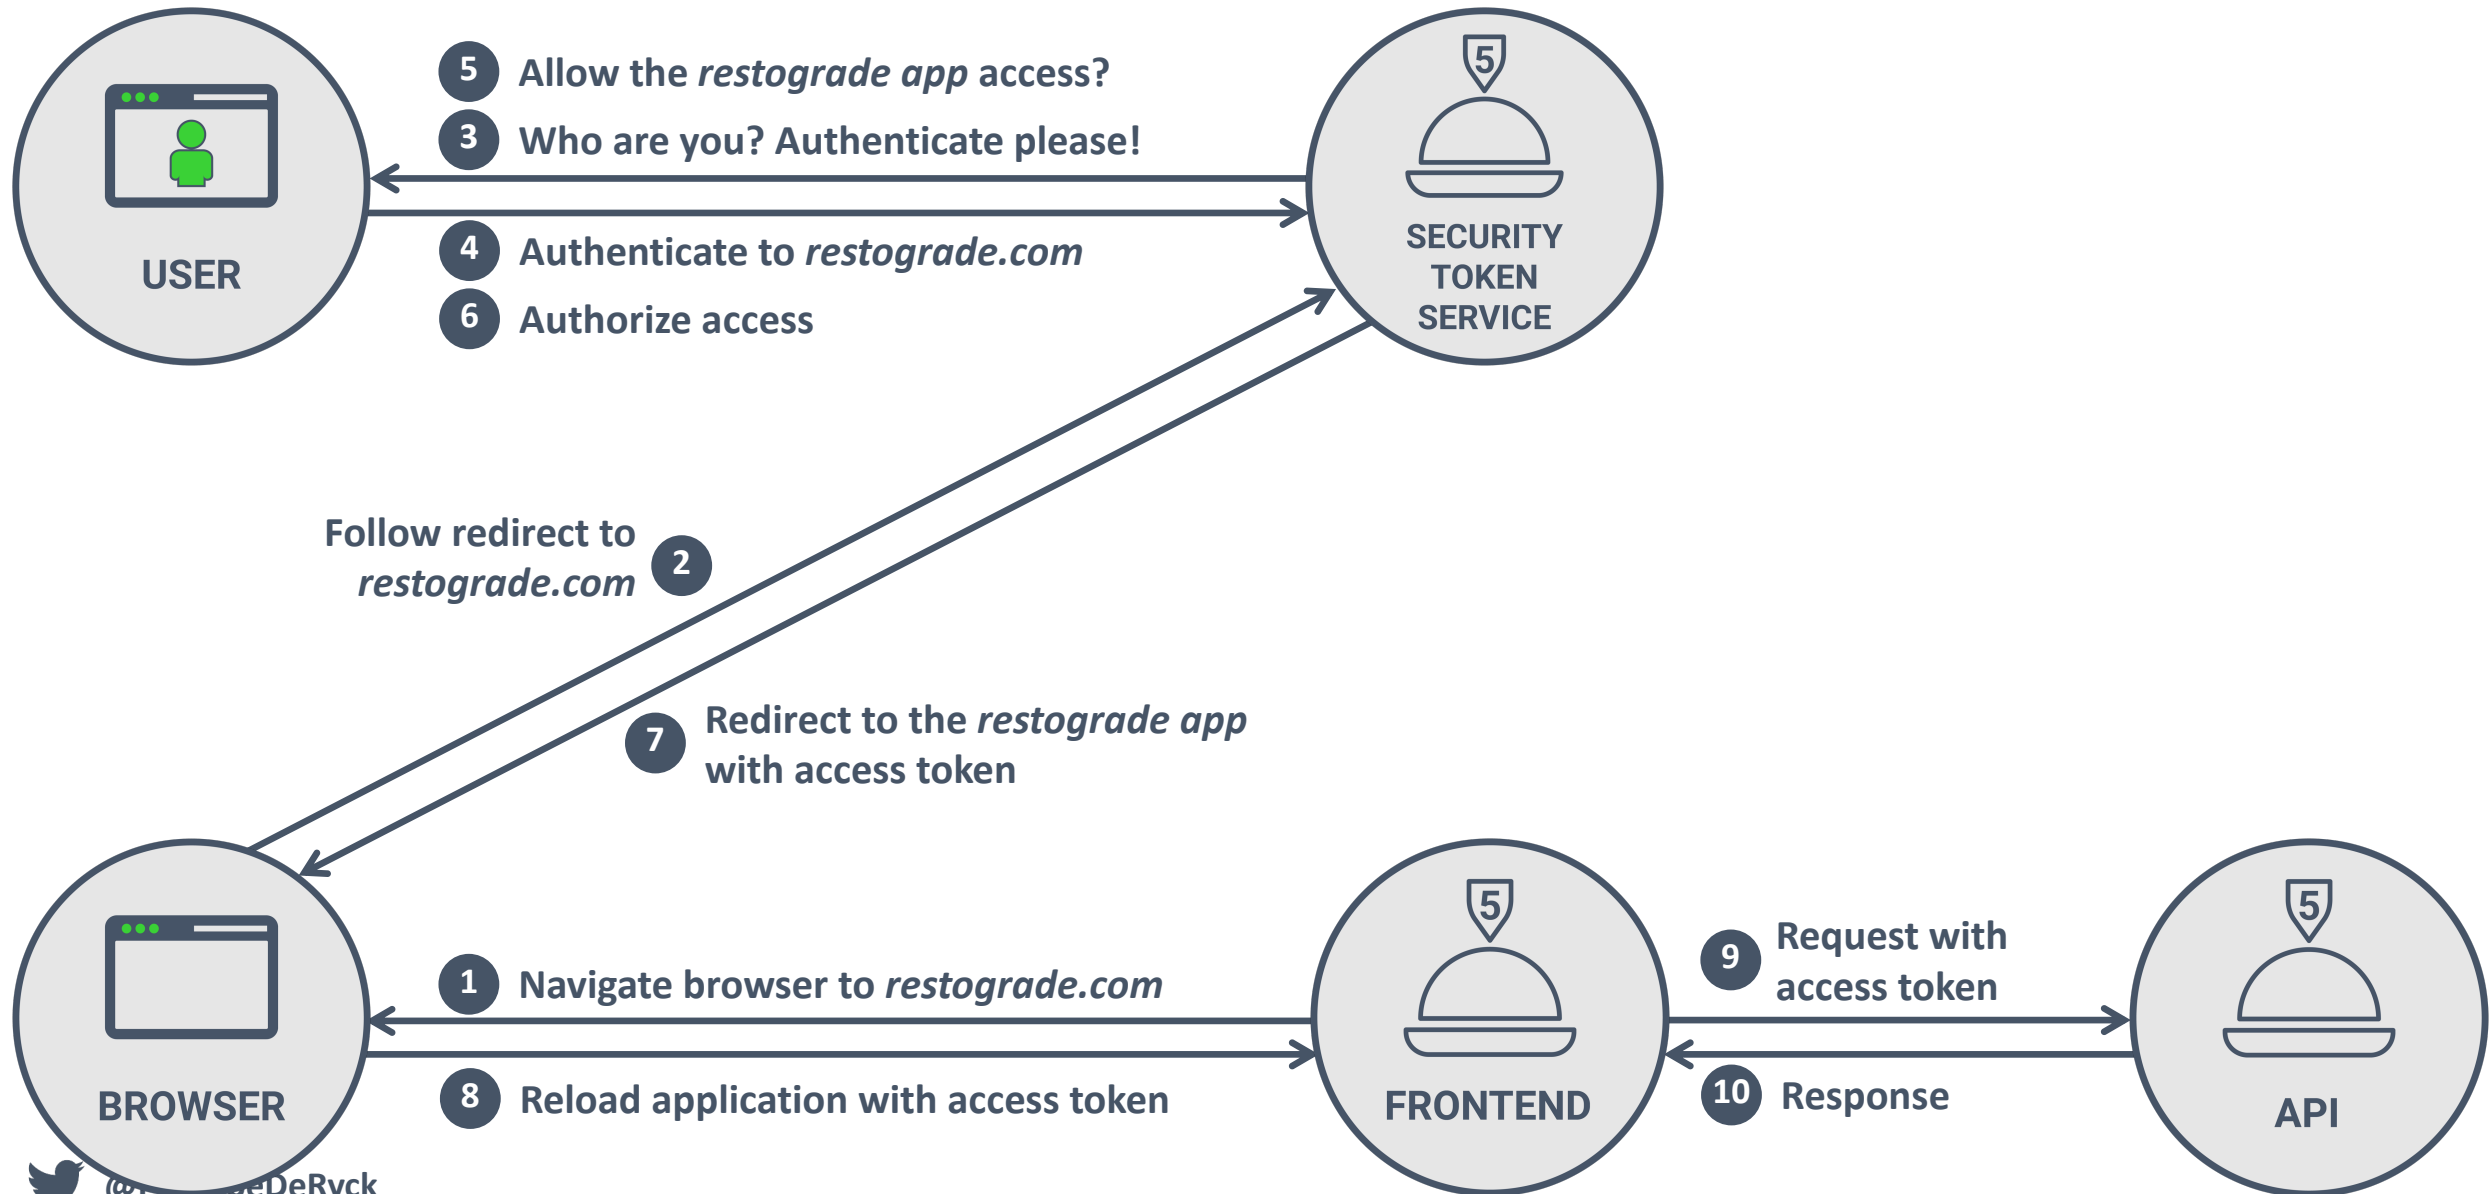 5 Allow the restograde app access?
3 Who are you? Authenticate please!
4 Authenticate to restograde.com
6 Authorize access
USER
5
SECURITY
TOKEN
SERVICE
Follow redirect to
restograde.com
2
7 Redirect to the restograde app
with access token
1 Navigate browser to restograde.com
8 Reload application with access token
BROWSER
5
FRONTEND
9 Request with
access token
10 Response
5
API